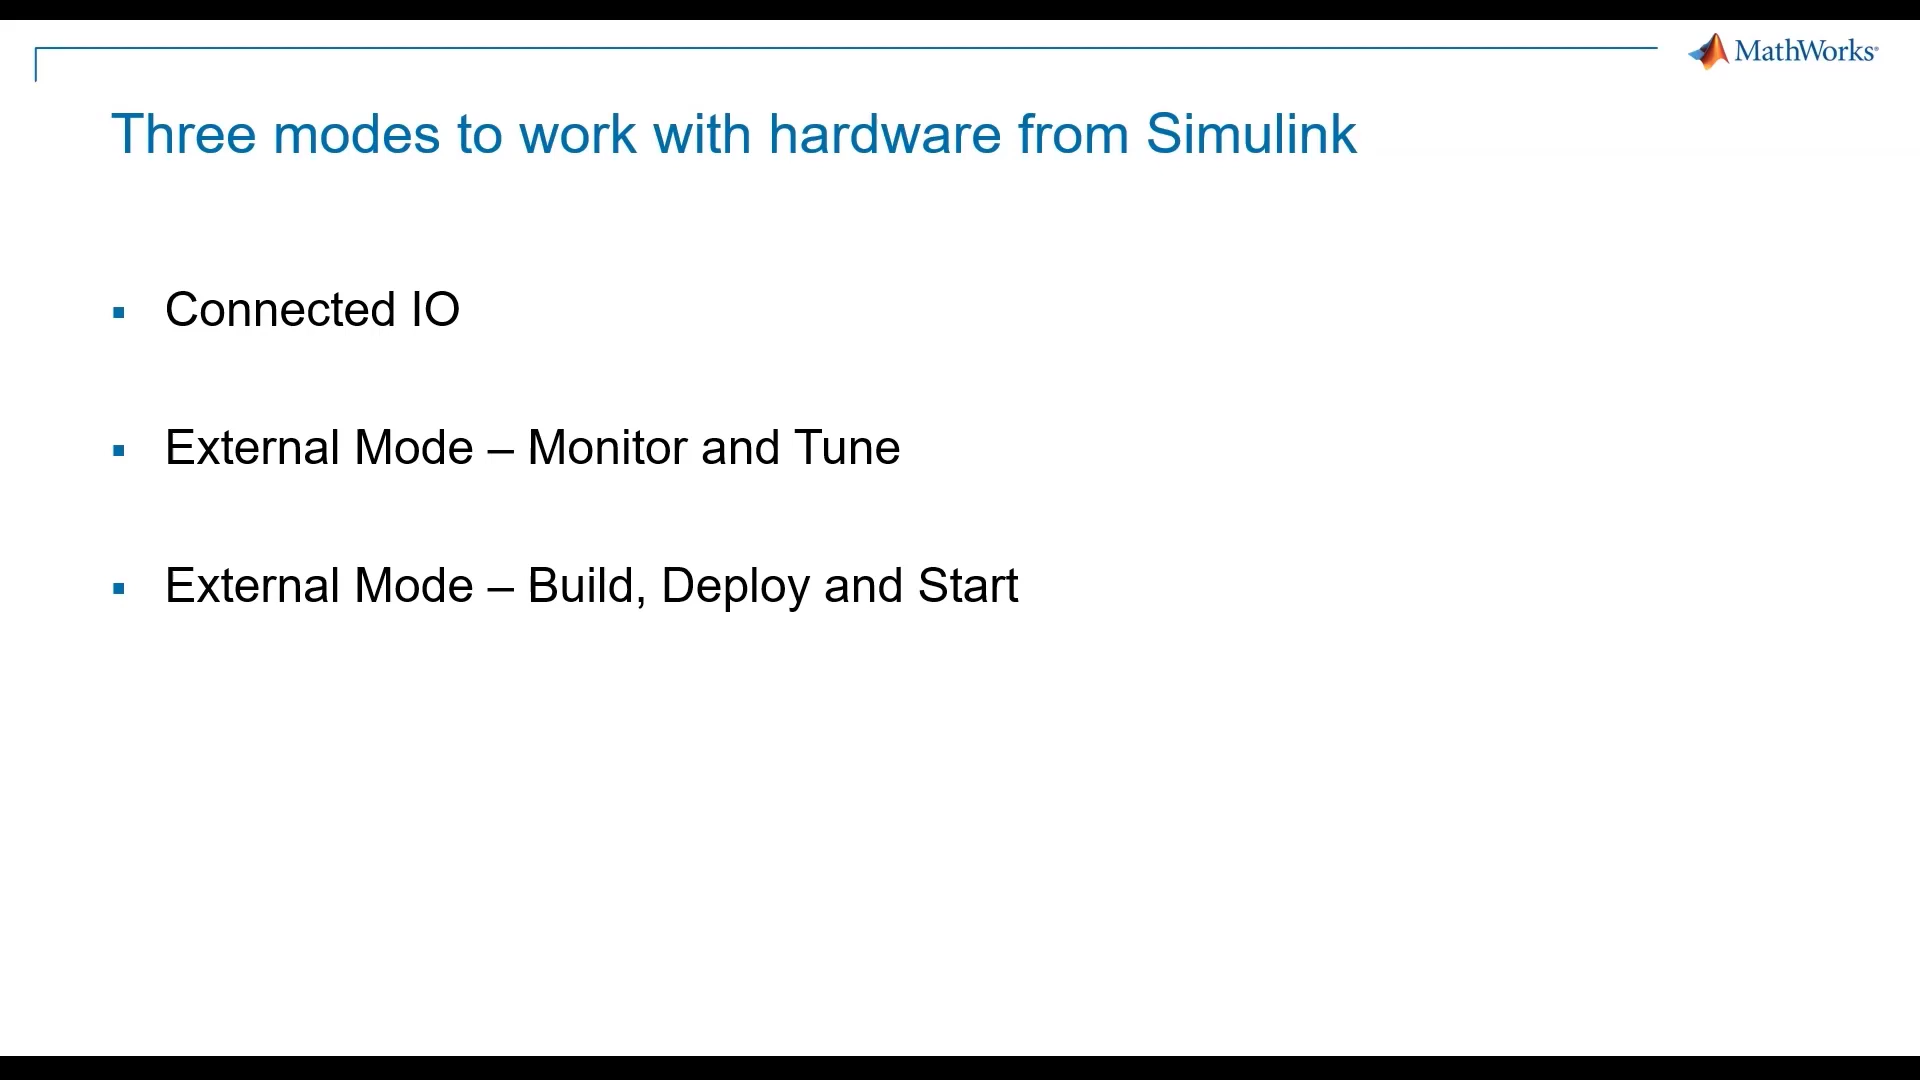 MathWorks®
Three modes to work with hardware from Simulink
▪ Connected IO
▪ External Mode – Monitor and Tune
▪ External Mode – Build, Deploy and Start